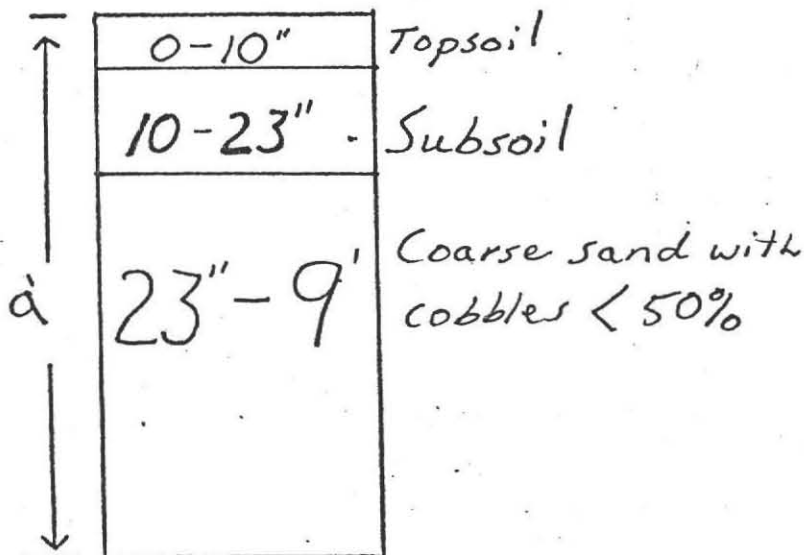 0-10" Topsoil.
10-23" Subsoil
23"-9' Coarse sand with
cobbles < 50%